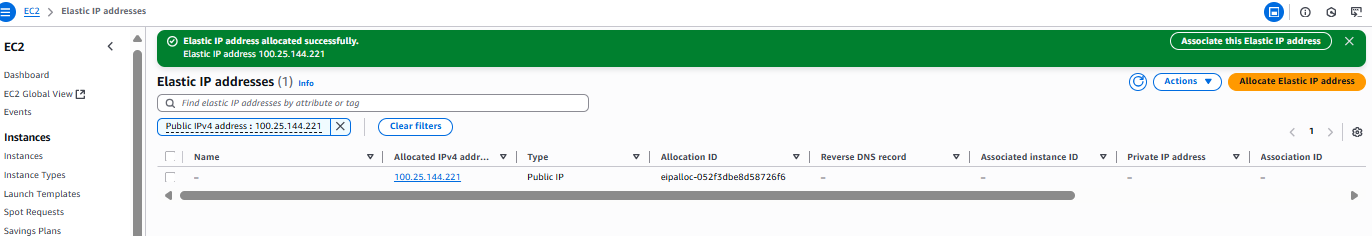 EC2 > Elastic IP addresses
EC2
Dashboard
EC2 Global View
Events
Instances
Instances
Instance Types
Launch Templates
Spot Requests
Savings Plans
Elastic IP address allocated successfully.
Elastic IP address 100.25.144.221
Associate this Elastic IP address
Elastic IP addresses (1) Info
Actions
Allocate Elastic IP address
Find elastic IP addresses by attribute or tag
Public IPv4 address : 100.25.144.221
Clear filters
1
Name Allocated IPv4 addr... Type Allocation ID Reverse DNS record Associated instance ID Private IP address Association ID
– 100.25.144.221 Public IP eipalloc-052f3dbe8d58726f6 – – – –